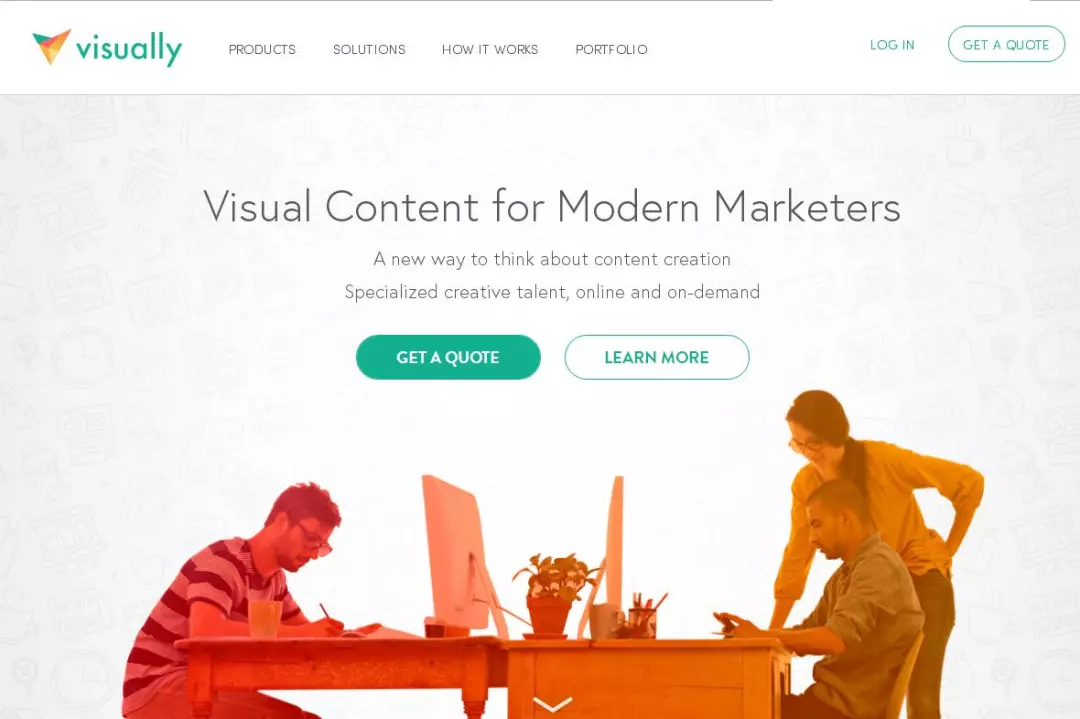 visually
PRODUCTS
SOLUTIONS
HOW IT WORKS
PORTFOLIO
LOG IN
GET A QUOTE
Visual Content for Modern Marketers
A new way to think about content creation
Specialized creative talent, online and on-demand
GET A QUOTE
LEARN MORE